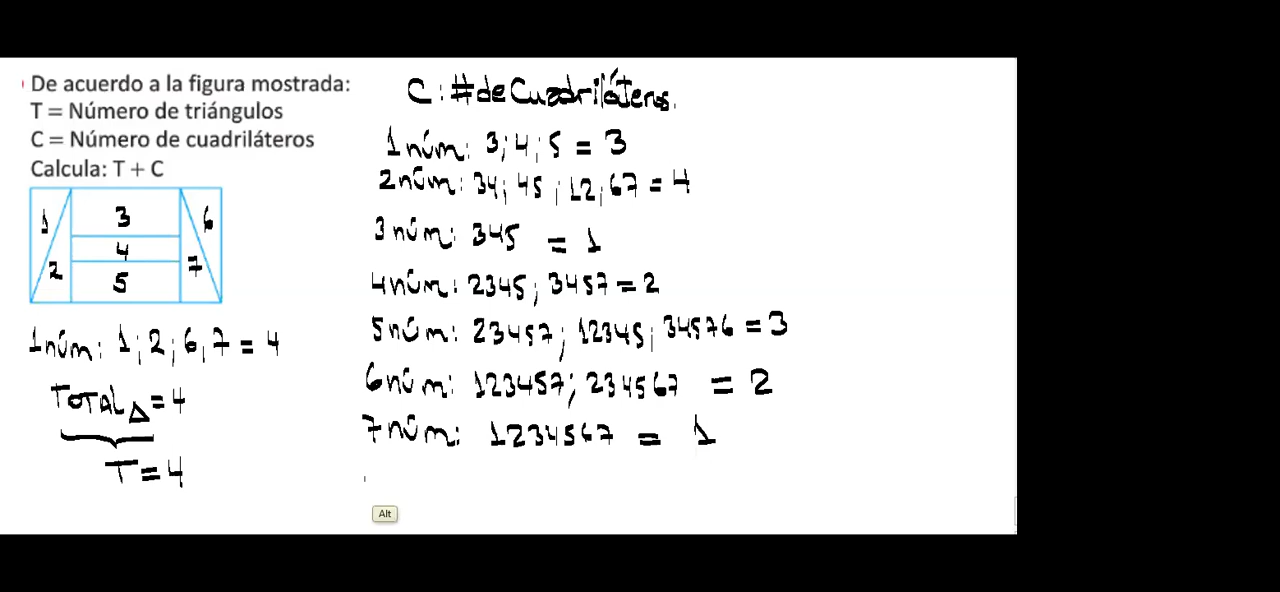 De acuerdo a la figura mostrada:
T = Número de triángulos
C = Número de cuadriláteros
Calcula: T + C
1
2
3
4
5
6
7
1núm: 1; 2; 6, 7 = 4
TOTAL△ = 4
T = 4
C: # de Cuadriláteros.
1núm: 3; 4; 5 = 3
2núm: 34; 45; 12; 67 = 4
3núm: 345 = 1
4núm: 2345; 3457 = 2
5núm: 23457; 12345; 34576 = 3
6núm: 123457; 234567 = 2
7núm: 1234567 = 1
Alt